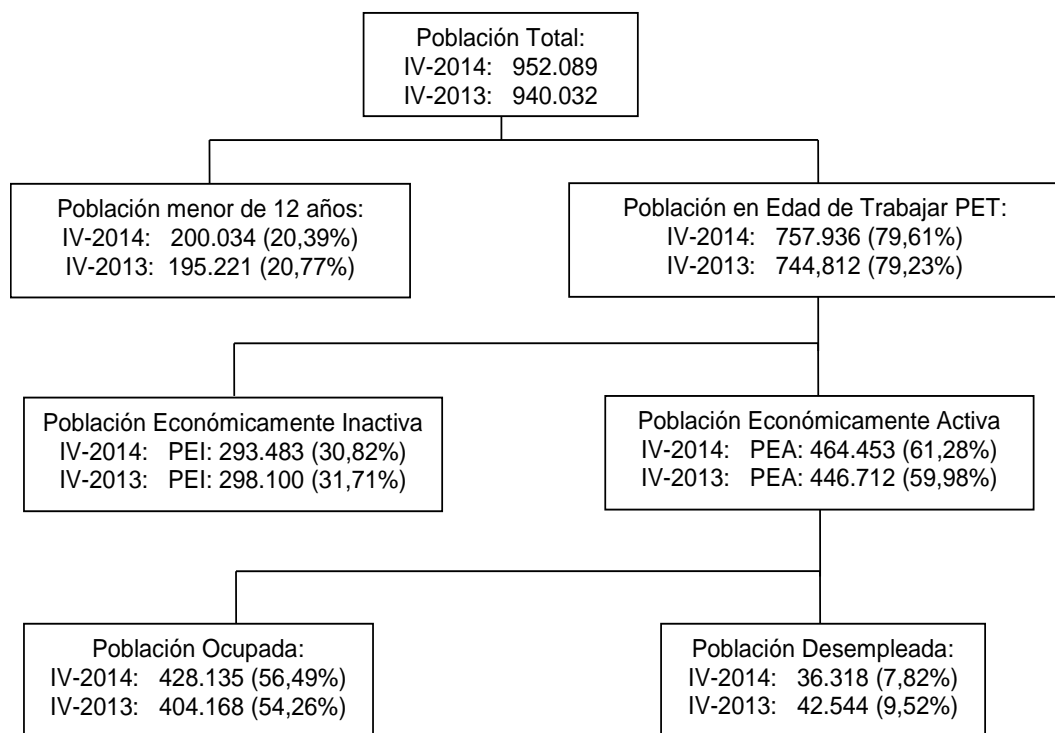 Población Total:
IV-2014: 952.089
IV-2013: 940.032
Población menor de 12 años:
IV-2014: 200.034 (20,39%)
IV-2013: 195.221 (20,77%)
Población en Edad de Trabajar PET:
IV-2014: 757.936 (79,61%)
IV-2013: 744,812 (79,23%)
Población Económicamente Inactiva
IV-2014: PEI: 293.483 (30,82%)
IV-2013: PEI: 298.100 (31,71%)
Población Económicamente Activa
IV-2014: PEA: 464.453 (61,28%)
IV-2013: PEA: 446.712 (59,98%)
Población Ocupada:
IV-2014: 428.135 (56,49%)
IV-2013: 404.168 (54,26%)
Población Desempleada:
IV-2014: 36.318 (7,82%)
IV-2013: 42.544 (9,52%)